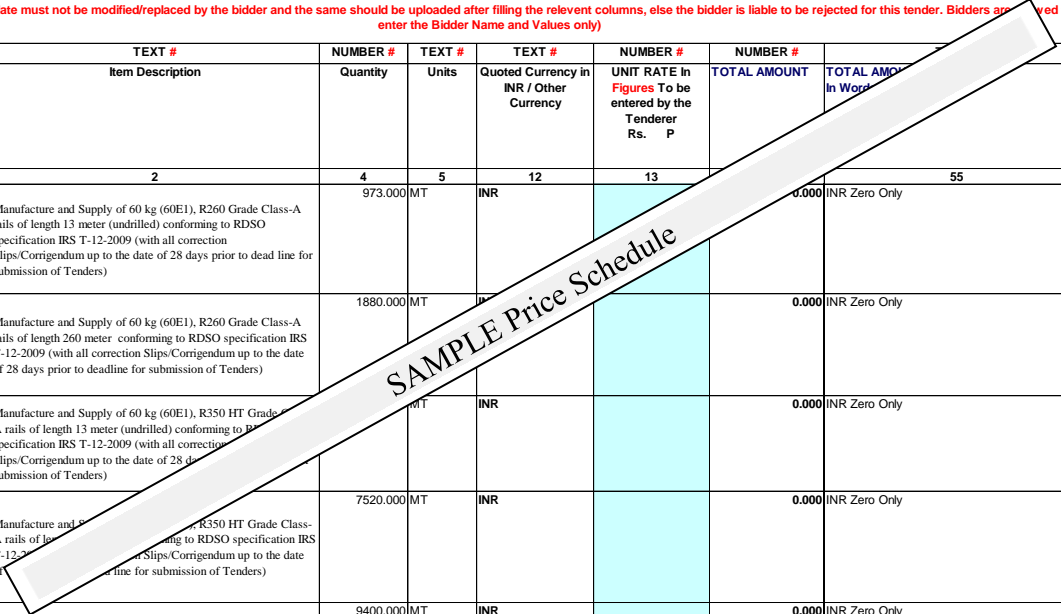 ate must not be modified/replaced by the bidder and the same should be uploaded after filling the relevent columns, else the bidder is liable to be rejected for this tender. Bidders are wed
enter the Bidder Name and Values only)
TEXT # NUMBER # TEXT # TEXT # NUMBER # NUMBER #
Item Description Quantity Units Quoted Currency in UNIT RATE In TOTAL AMOUNT TOTAL AMO
INR / Other Figures To be In Word
Currency entered by the
Tenderer
Rs. P
2 4 5 12 13 55
973.000 MT INR 0.000 INR Zero Only
Manufacture and Supply of 60 kg (60E1), R260 Grade Class-A
ails of length 13 meter (undrilled) conforming to RDSO
pecification IRS T-12-2009 (with all correction
lips/Corrigendum up to the date of 28 days prior to dead line for
ubmission of Tenders)
1880.000 MT 0.000 INR Zero Only
Manufacture and Supply of 60 kg (60E1), R260 Grade Class-A
ails of length 260 meter conforming to RDSO specification IRS
-12-2009 (with all correction Slips/Corrigendum up to the date
f 28 days prior to deadline for submission of Tenders)
MT INR 0.000 INR Zero Only
Manufacture and Supply of 60 kg (60E1), R350 HT Grade
rails of length 13 meter (undrilled) conforming to
pecification IRS T-12-2009 (with all correction
lips/Corrigendum up to the date of 28
ubmission of Tenders)
7520.000 MT INR 0.000 INR Zero Only
Manufacture and R350 HT Grade Class-
rails of to RDSO specification IRS
Slips/Corrigendum up to the date
line for submission of Tenders)
9400.000 MT INR 0.000 INR Zero Only
SAMPLE Price Schedule